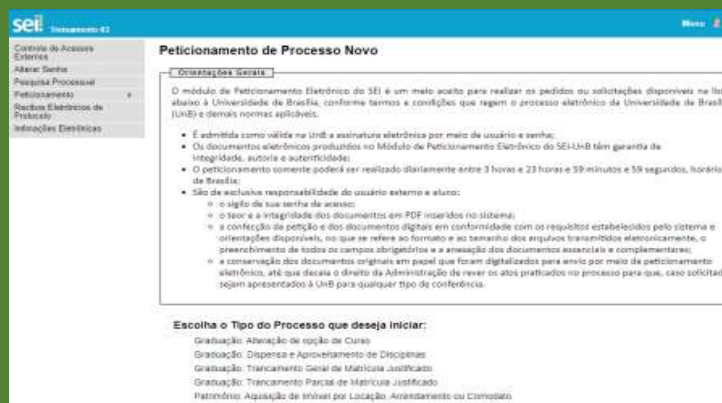 sei! Treinamento 03
Menu
Controle de Acessos
Externos
Alterar Senha
Pesquisa Processual
Peticionamento
Recibos Eletrônicos de
Protocolo
Intimações Eletrônicas
Peticionamento de Processo Novo
Orientações Gerais
O módulo de Peticionamento Eletrônico do SEI é um meio aceito para realizar os pedidos ou solicitações disponíveis na
abaixo à Universidade de Brasília, conforme termos e condições que regem o processo eletrônico da Universidade de
(UnB) e demais normas aplicáveis.
É admitida como válida na UnB a assinatura eletrônica por meio de usuário e senha;
Os documentos eletrônicos produzidos no Módulo de Peticionamento Eletrônico do SEI-UnB têm garantia de
integridade, autoria e autenticidade;
O peticionamento somente poderá ser realizado diariamente entre 3 horas e 23 horas e 59 minutos e 59 segundos, horário
de Brasília;
São de exclusiva responsabilidade do usuário externo e aluno:
o sigilo de sua senha de acesso;
o teor e a integridade dos documentos em PDF inseridos no sistema;
a confecção da petição e dos documentos digitais em conformidade com os requisitos estabelecidos pelo sistema e
orientações disponíveis, no que se refere ao formato e ao tamanho dos arquivos transmitidos eletronicamente, o
preenchimento de todos os campos obrigatórios e a anexação dos documentos essenciais e complementares;
a conservação dos documentos originais em papel que foram digitalizados para envio por meio de peticionamento
eletrônico, até que decaia o direito da Administração de rever os atos praticados no processo para que, caso
sejam apresentados à UnB para qualquer tipo de conferência.
Escolha o Tipo do Processo que deseja iniciar:
Graduação: Alteração de opção de Curso
Graduação: Dispensa e Aproveitamento de Disciplinas
Graduação: Trancamento Geral de Matrícula Justificado
Graduação: Trancamento Parcial de Matrícula Justificado
Patrimônio: Aquisição de Imóvel por Locação, Arrendamento ou Comodato